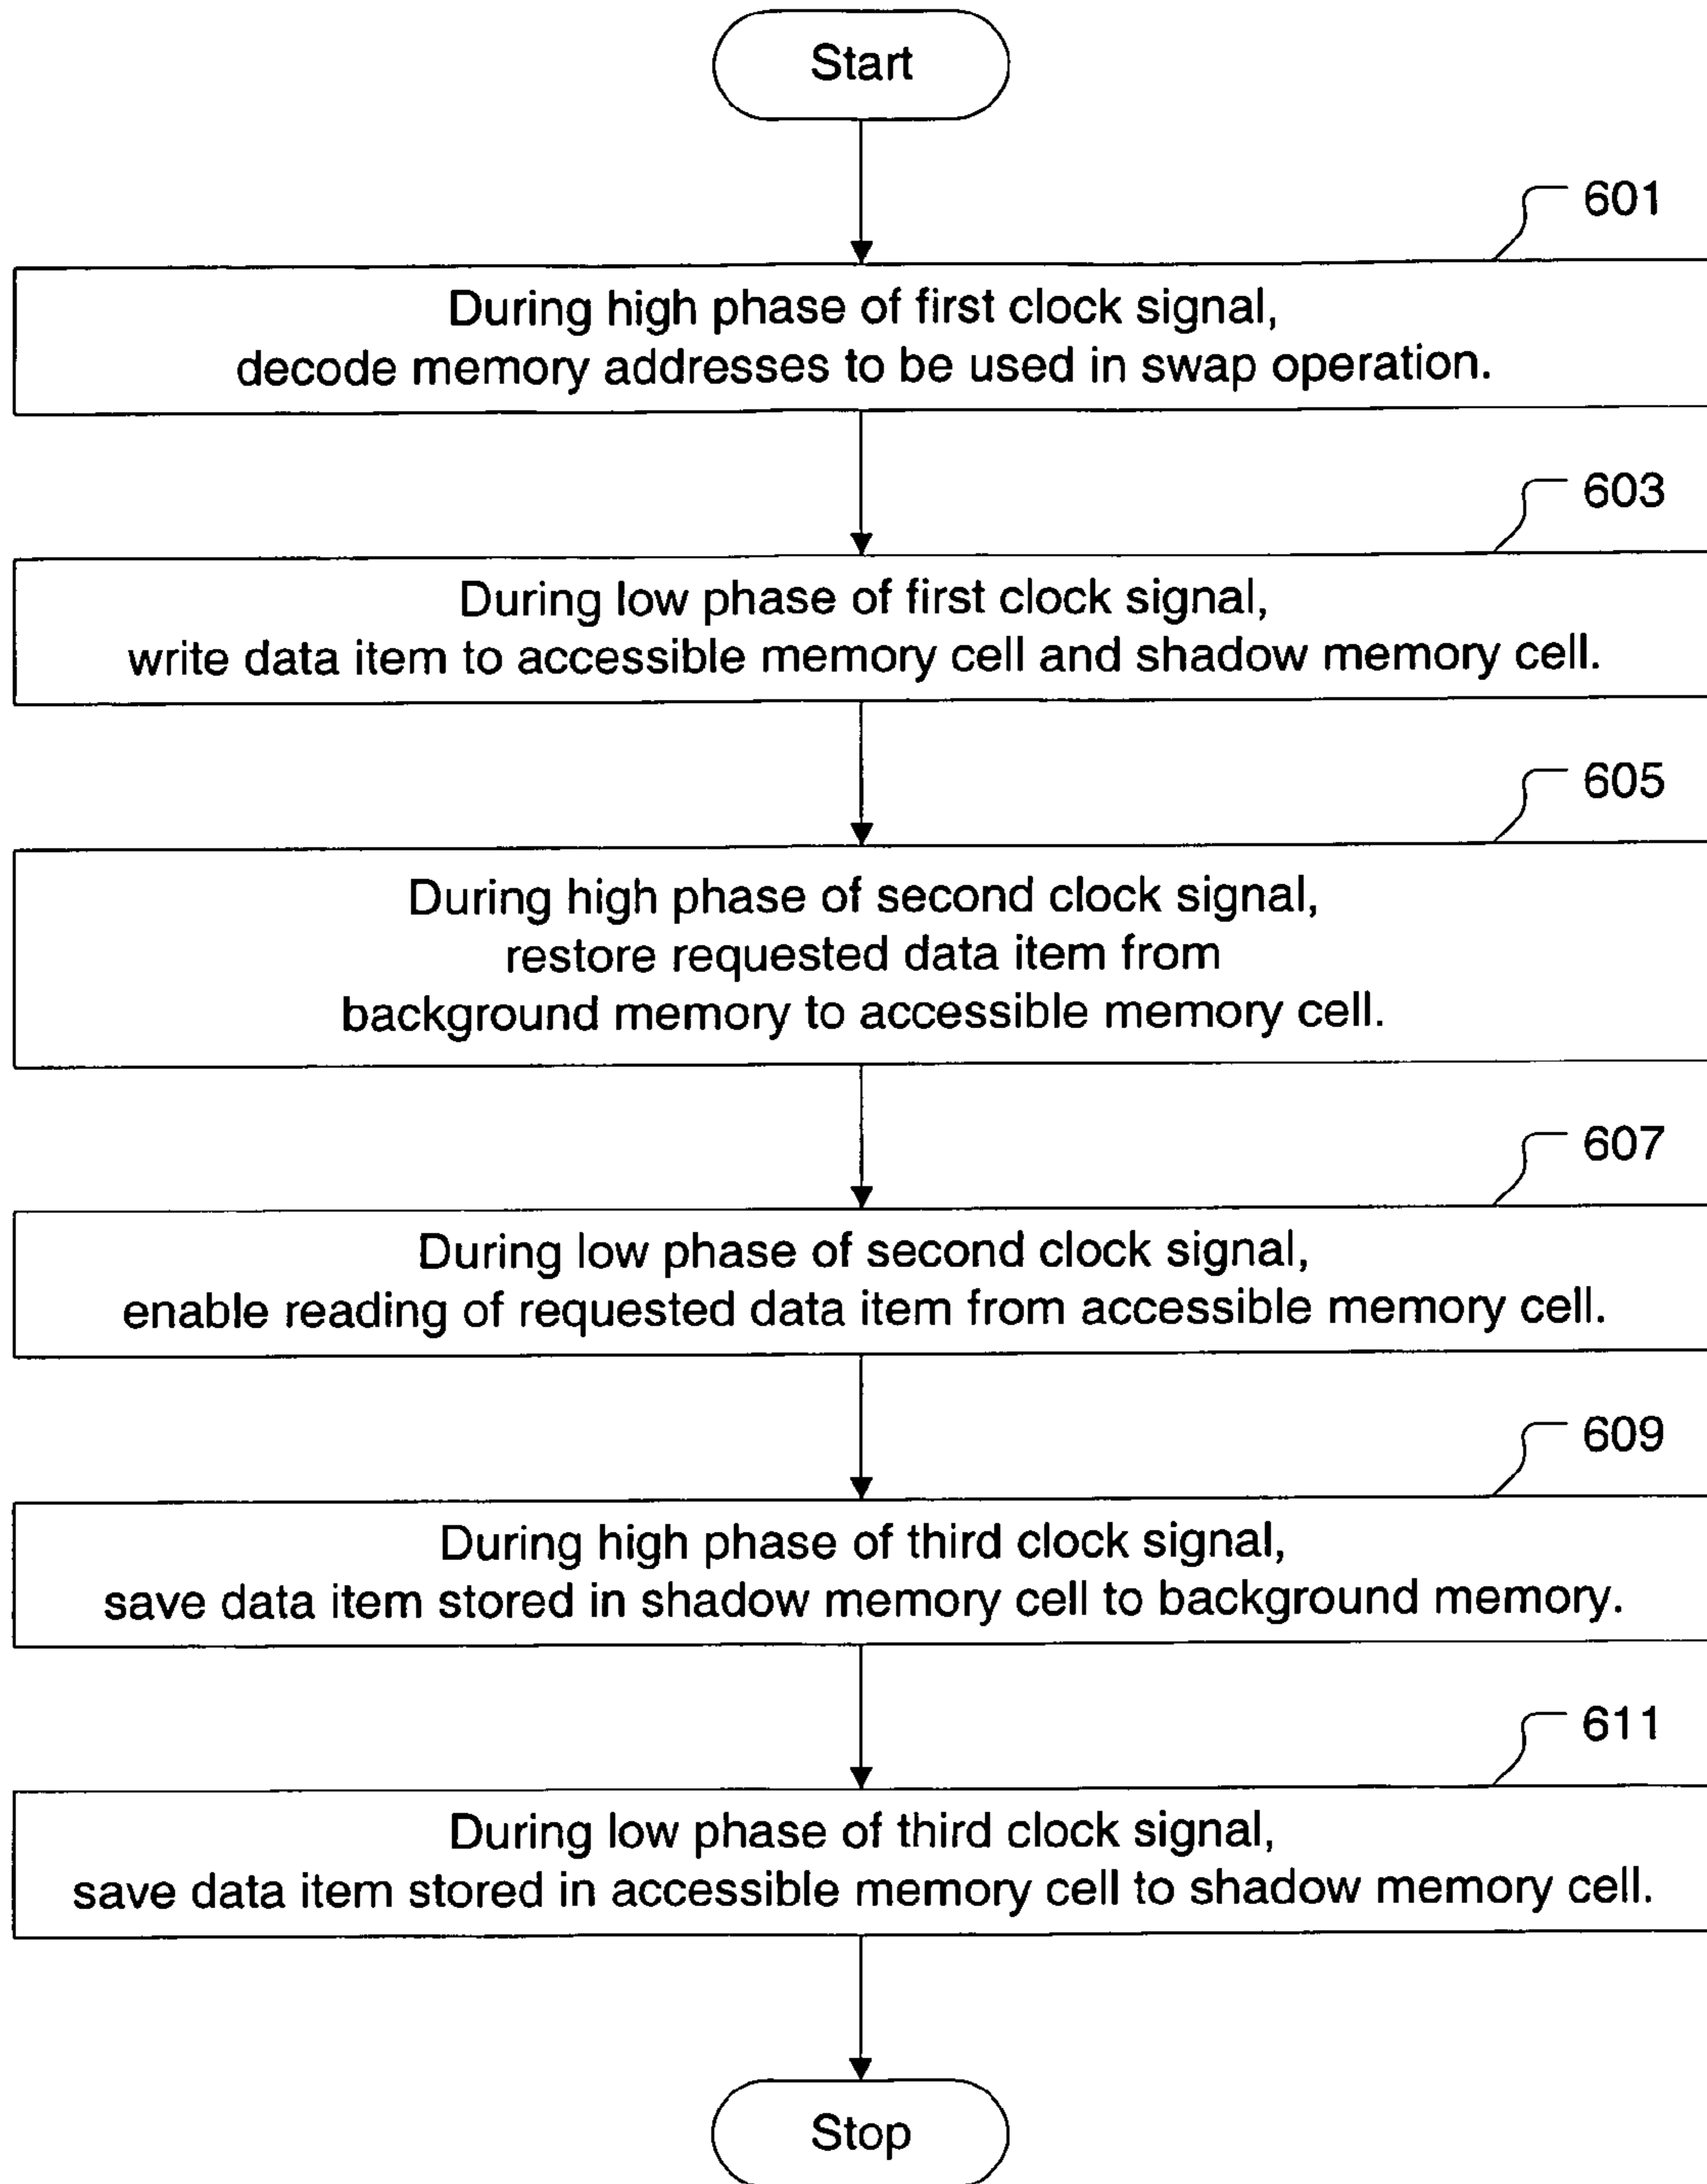 Start
601
During high phase of first clock signal,
decode memory addresses to be used in swap operation.
603
During low phase of first clock signal,
write data item to accessible memory cell and shadow memory cell.
605
During high phase of second clock signal,
restore requested data item from
background memory to accessible memory cell.
607
During low phase of second clock signal,
enable reading of requested data item from accessible memory cell.
609
During high phase of third clock signal,
save data item stored in shadow memory cell to background memory.
611
During low phase of third clock signal,
save data item stored in accessible memory cell to shadow memory cell.
Stop